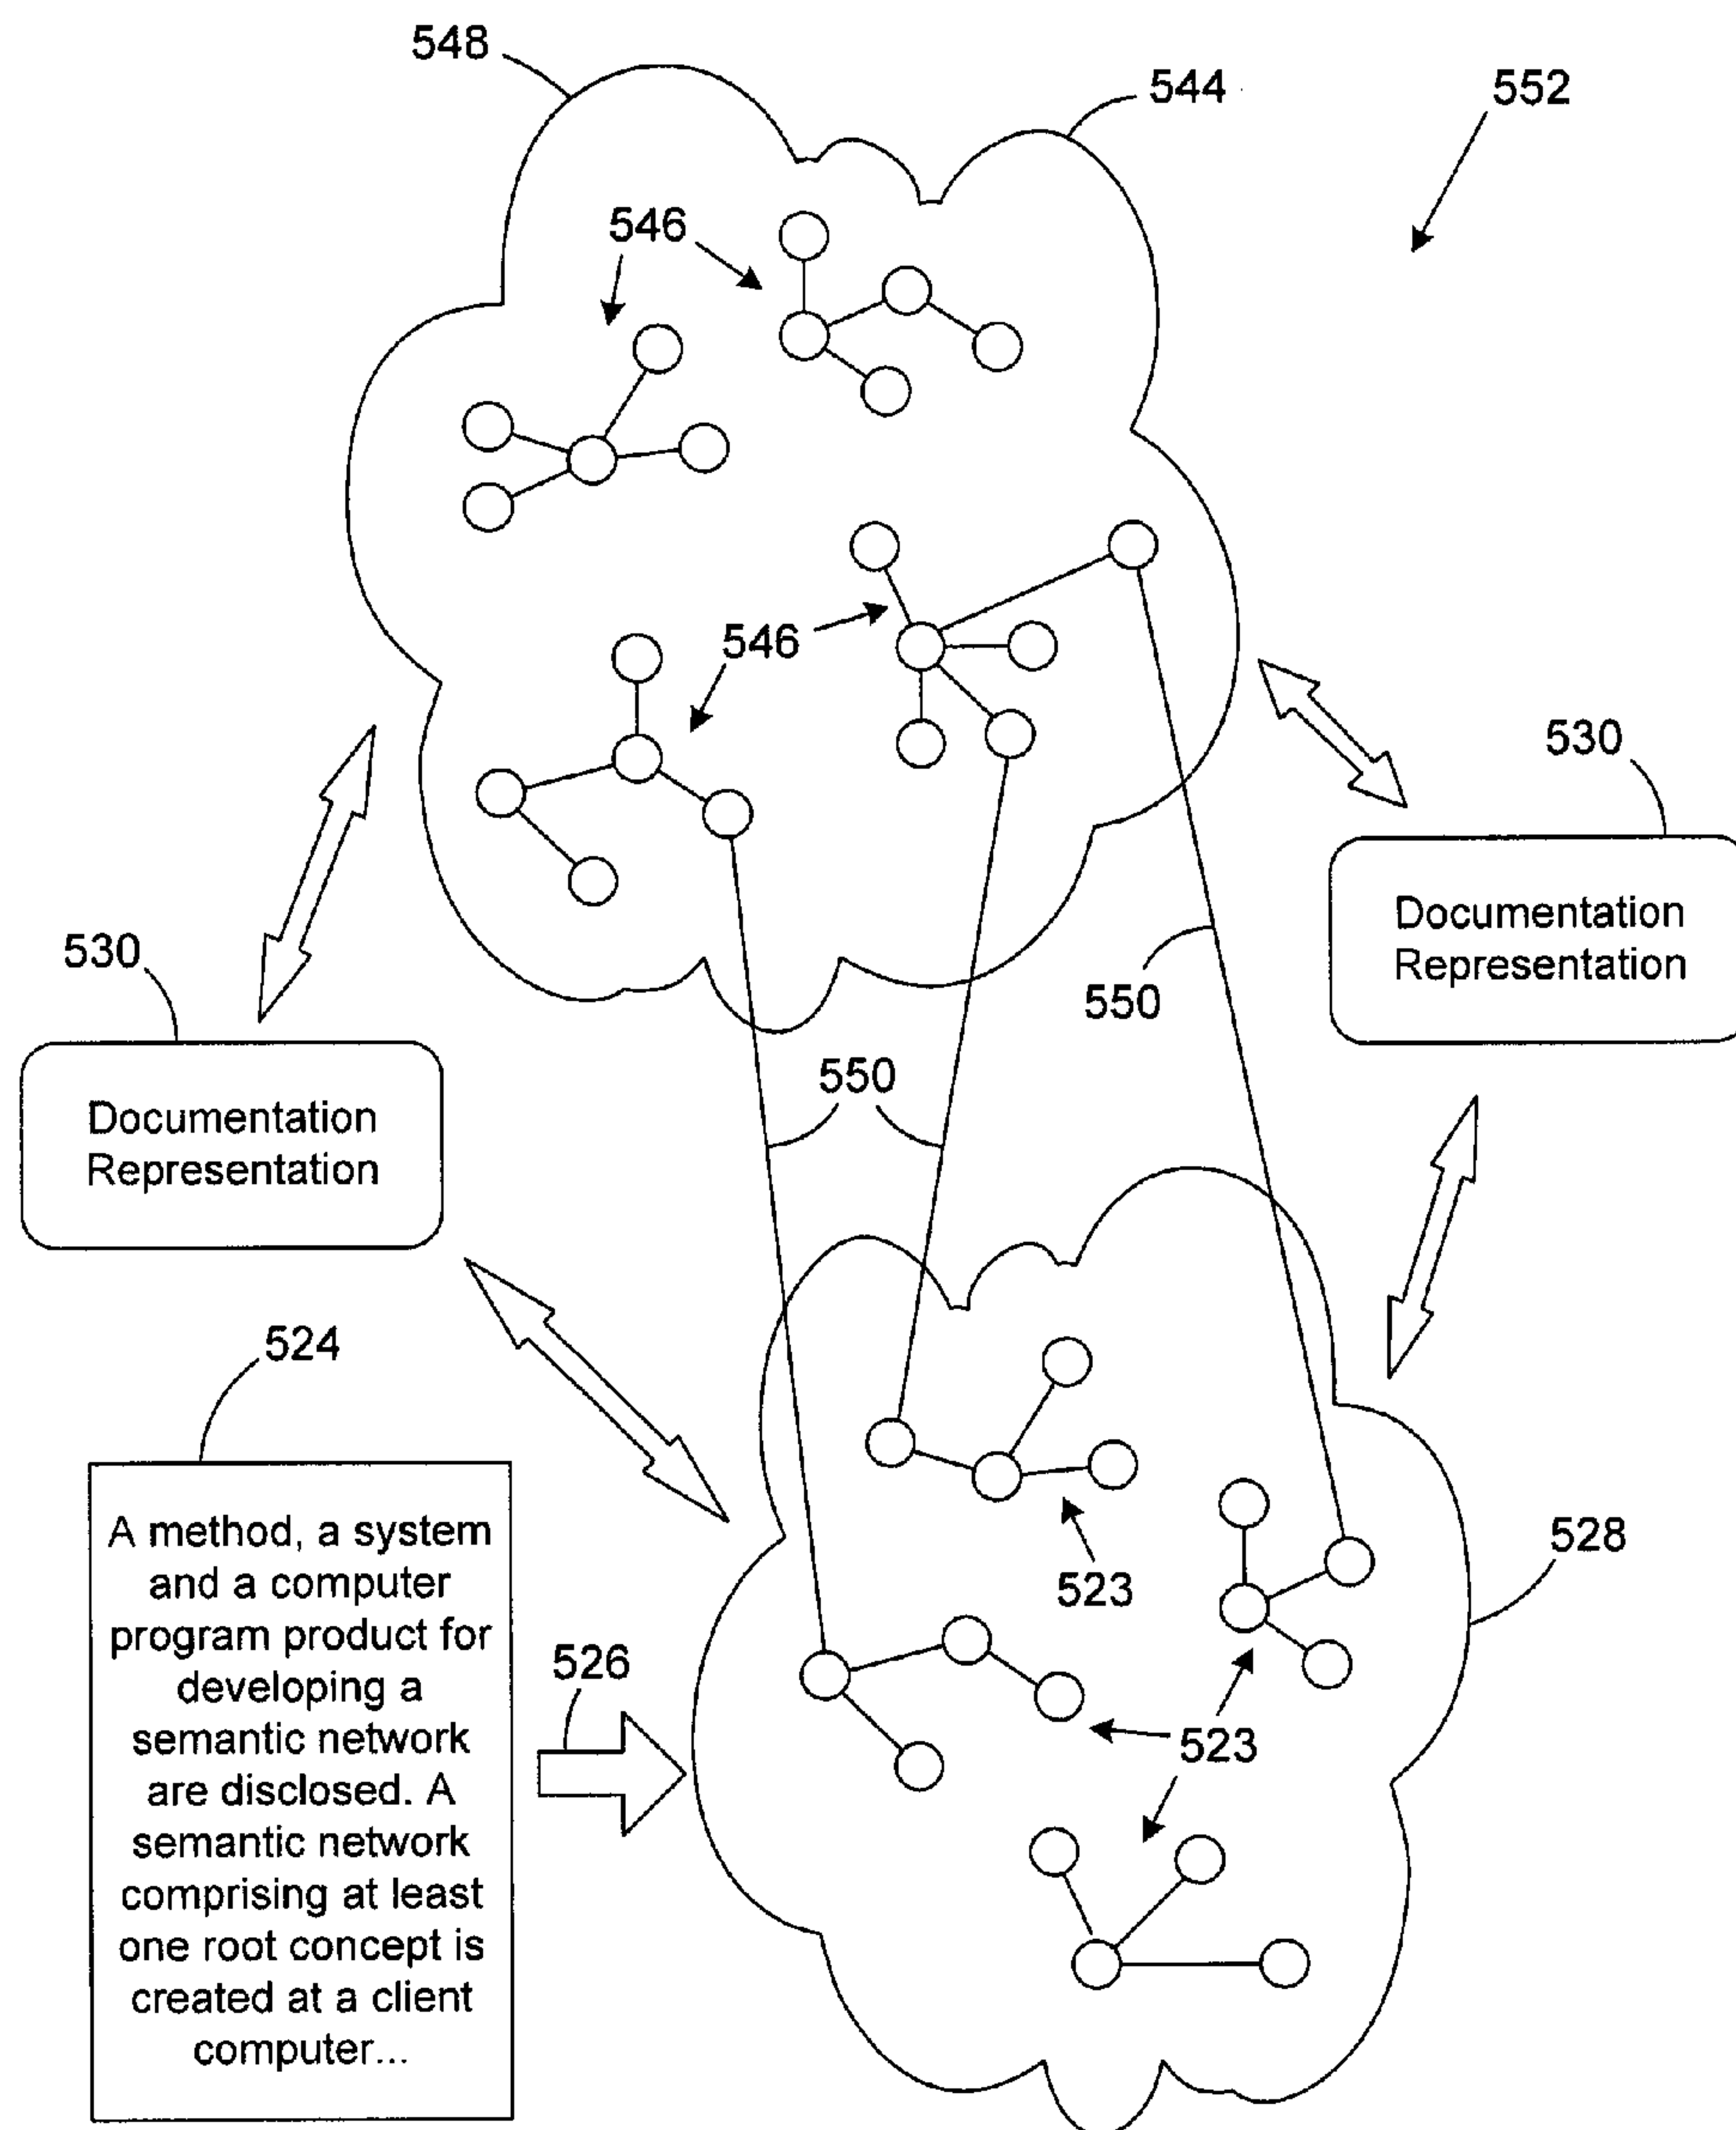 548
544
552
546
546
530
Documentation
Representation
530
550
Documentation
Representation
550
524
A method, a system
and a computer
program product for
developing a
semantic network
are disclosed. A
semantic network
comprising at least
one root concept is
created at a client
computer...
526
523
528
523